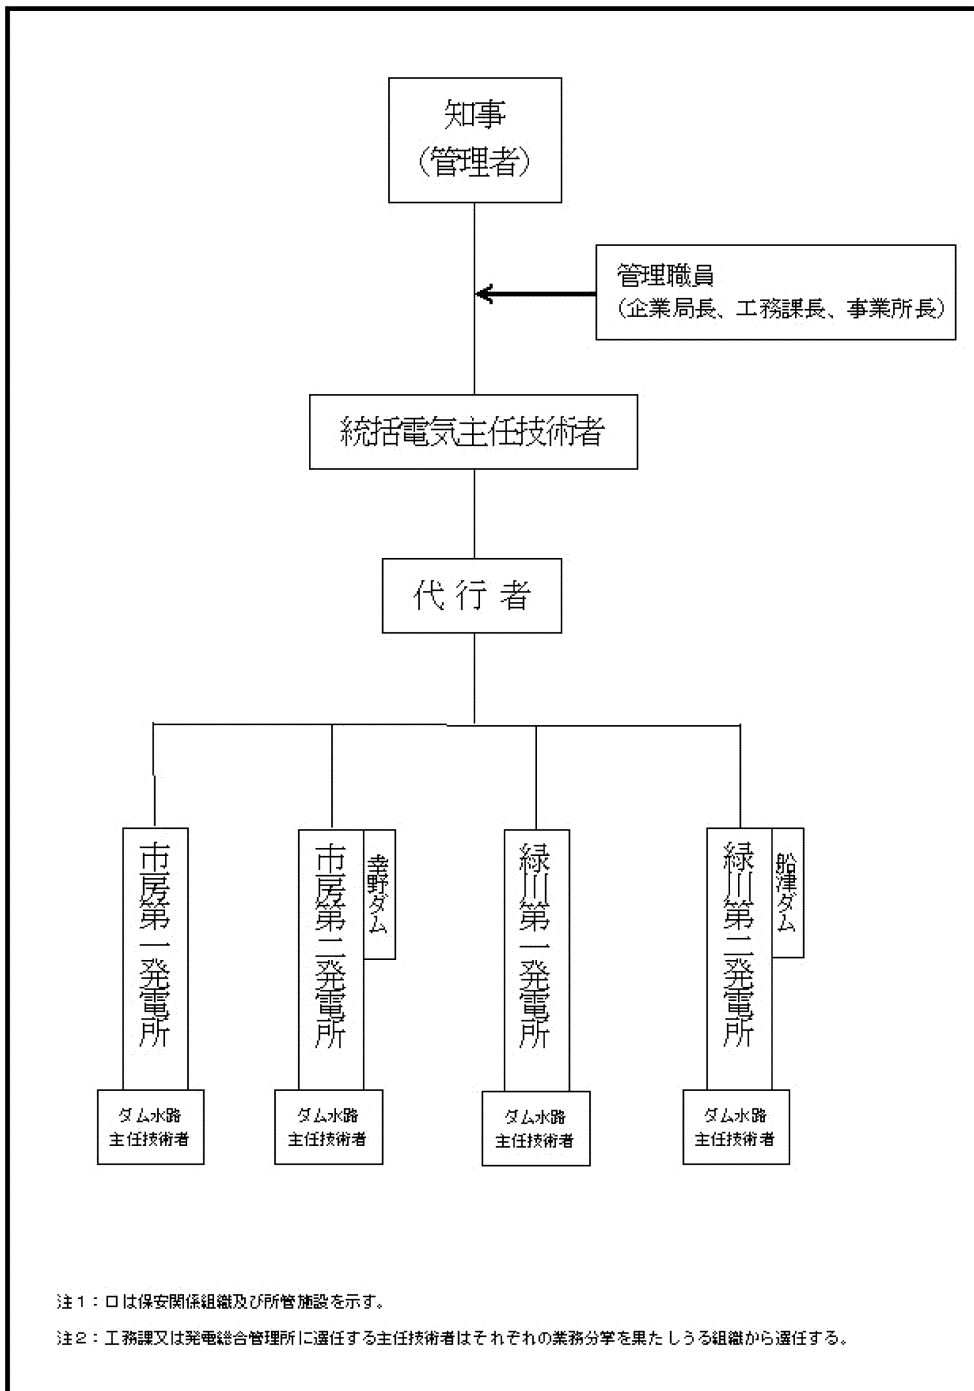 知事
（管理者）
管理職員
（企業局長、工務課長、事業所長）
統括電気主任技術者
代行者
市房第一発電所
市房第二発電所
幸野ダム
緑川第一発電所
緑川第二発電所
船津ダム
ダム水路
主任技術者
ダム水路
主任技術者
ダム水路
主任技術者
ダム水路
主任技術者
注１：口は保安関係組織及び所管施設を示す。
注２：工務課又は発電総合管理所に選任する主任技術者はそれぞれの業務分学を果たしうる組織から選任する。